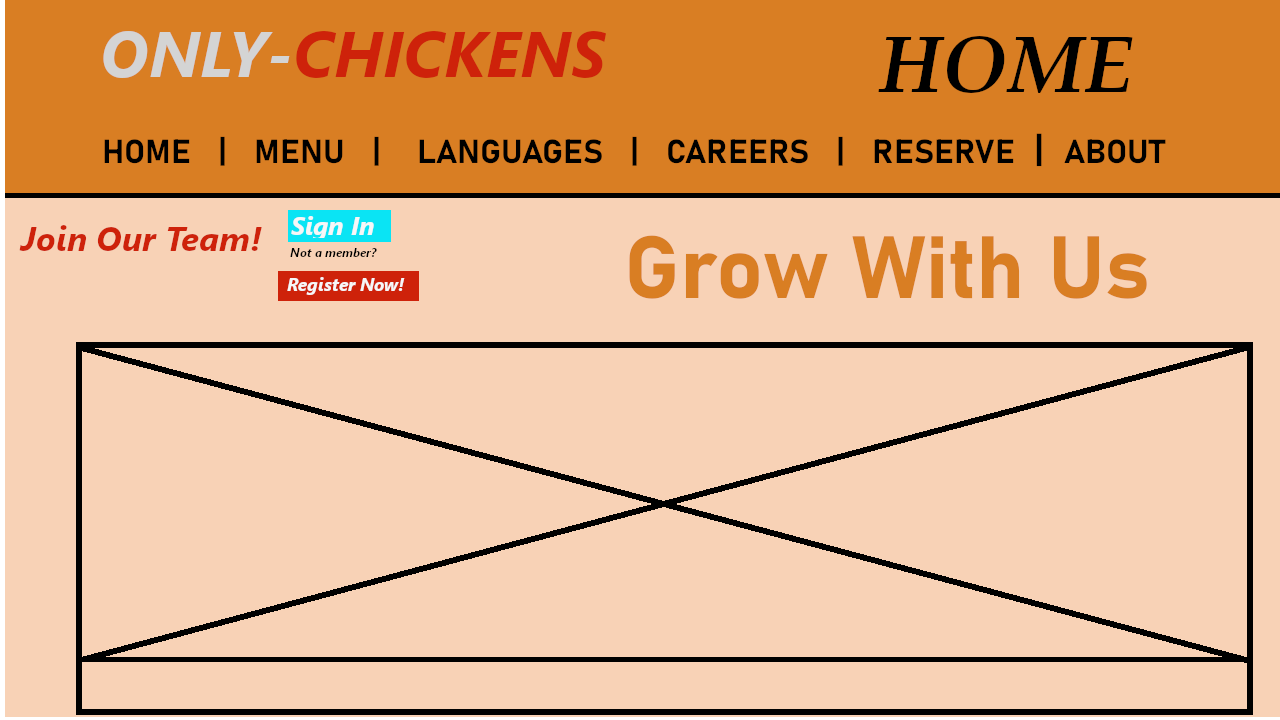 ONLY-CHICKENS
HOME
HOME | MENU | LANGUAGES | CAREERS | RESERVE | ABOUT
Join Our Team!
Sign In
Not a member?
Register Now!
Grow With Us